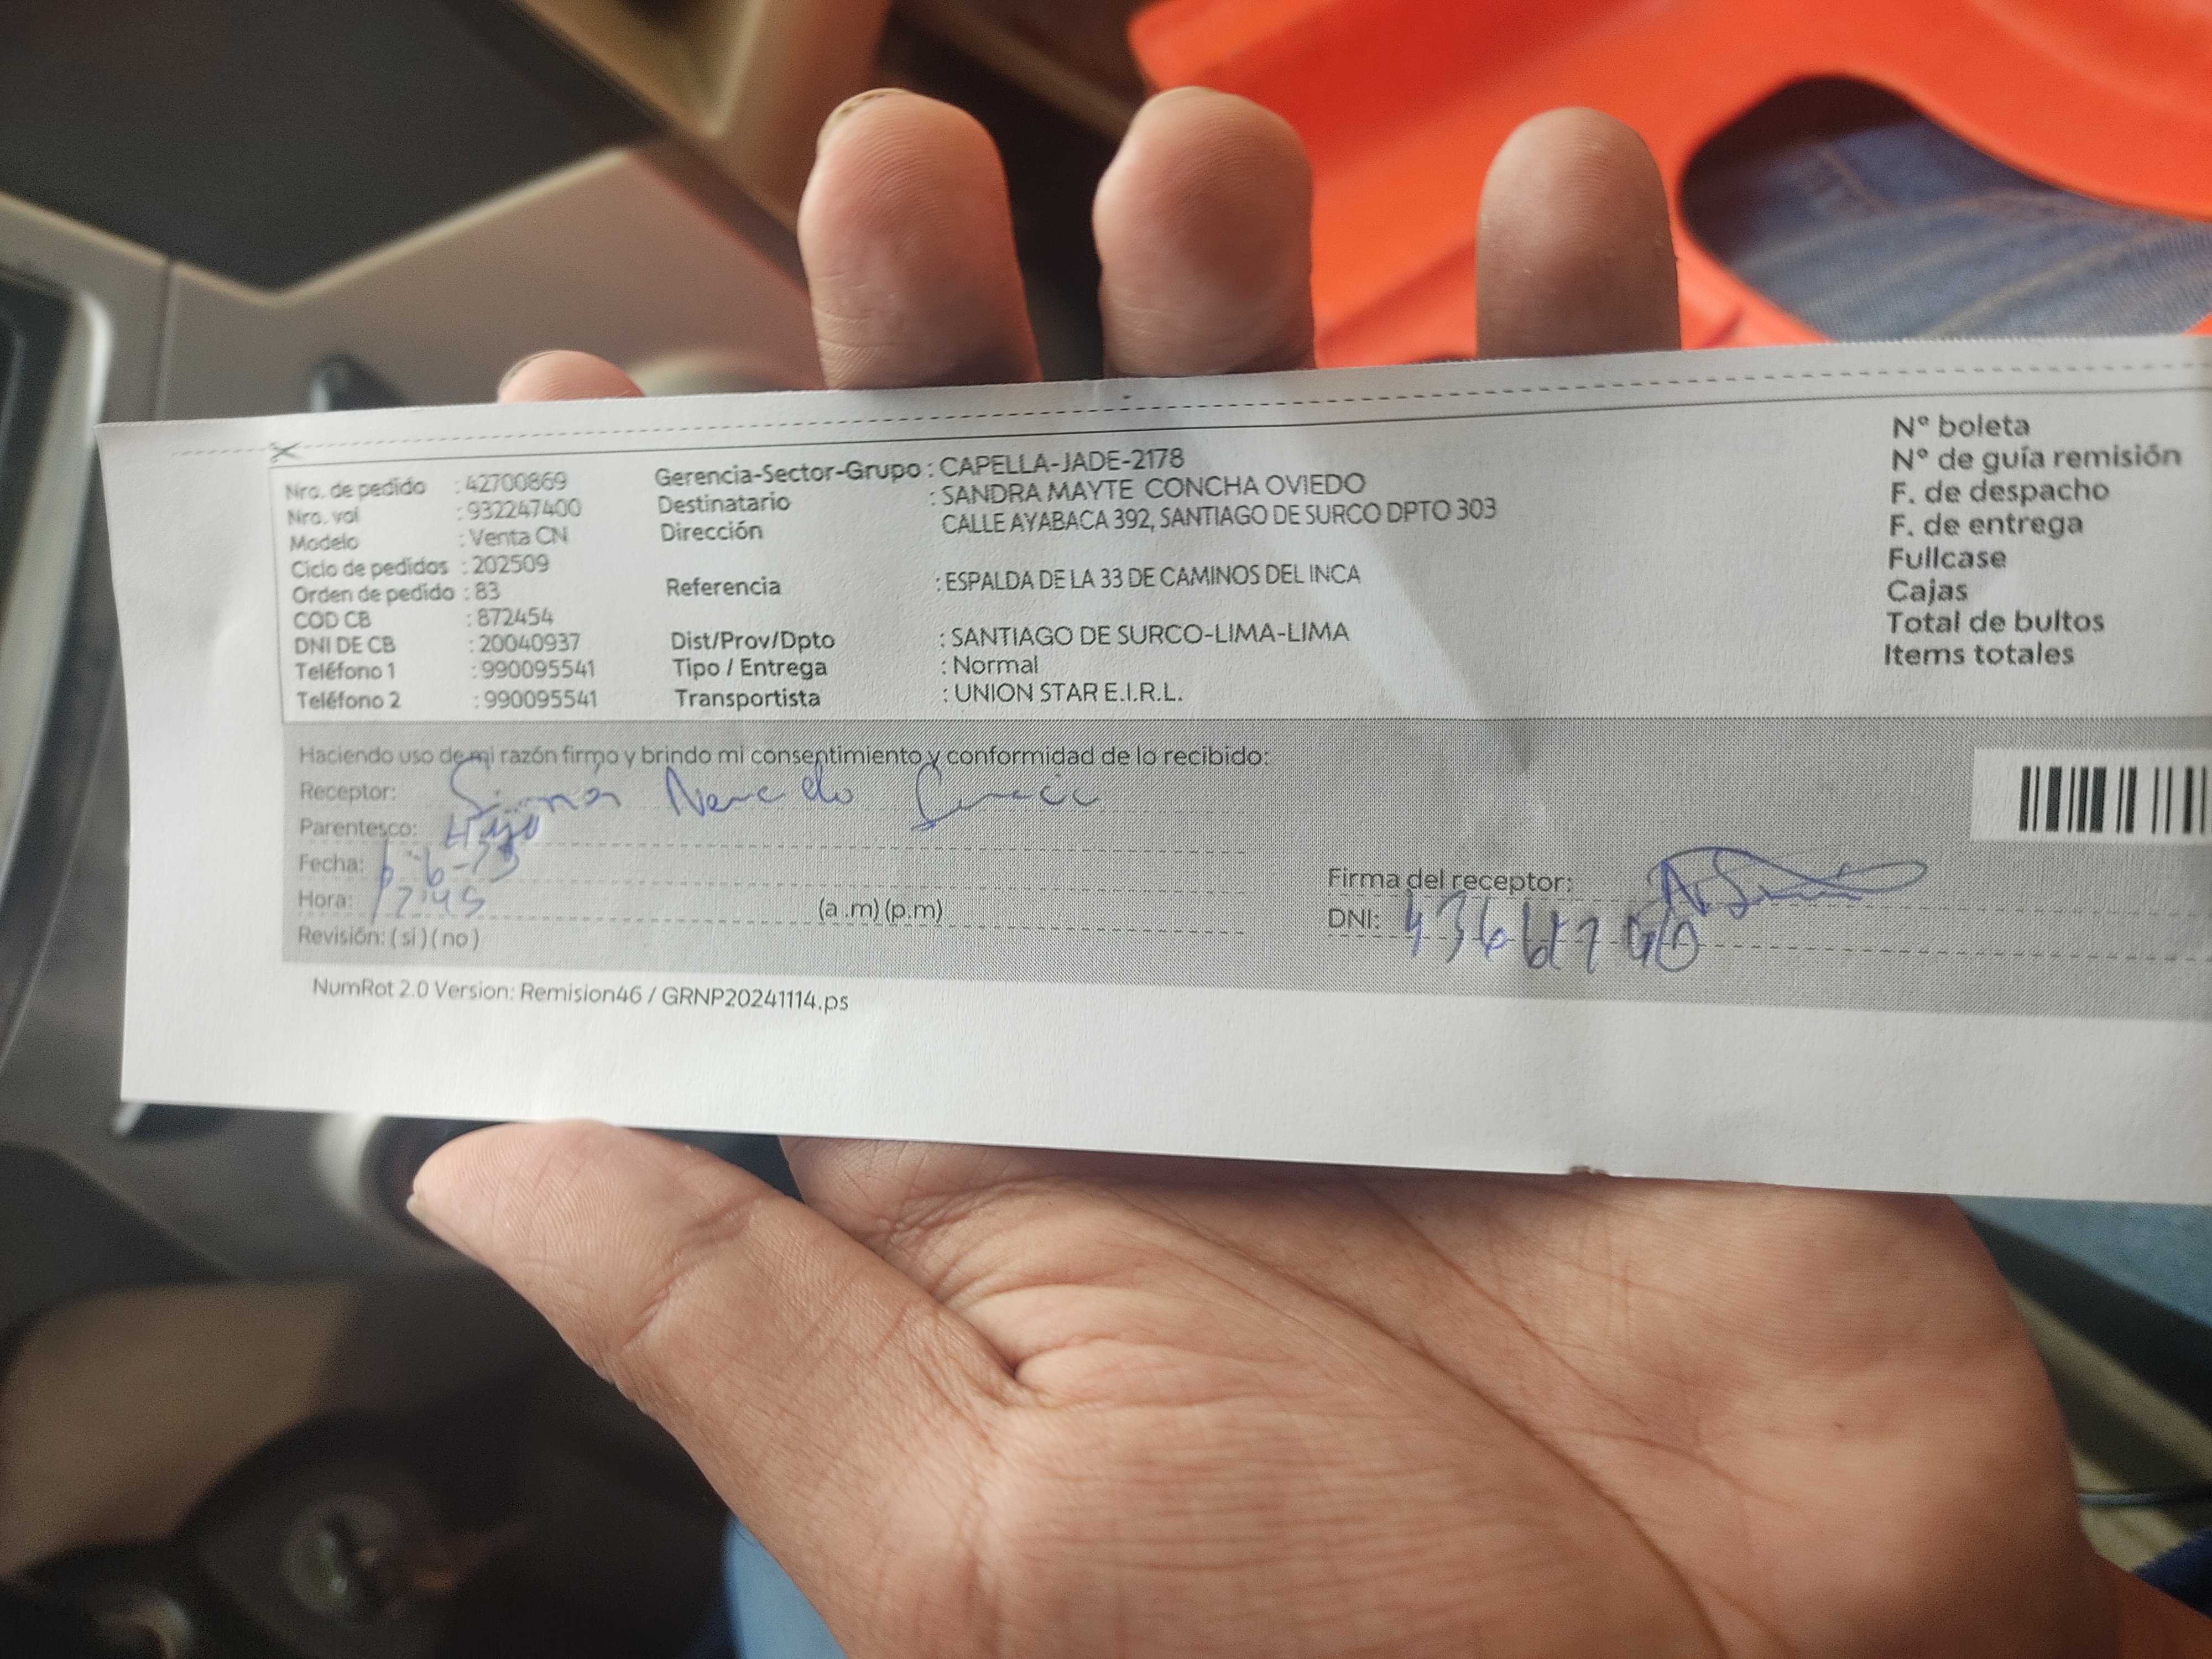 Nro. de pedido : 42700869
Nro. vol : 932247400
Modelo : Venta CN
Ciclo de pedidos : 202509
Orden de pedido : 83
COD CB : 872454
DNI DE CB : 20040937
Teléfono 1 : 990095541
Teléfono 2 : 990095541
Gerencia-Sector-Grupo : CAPELLA-JADE-2178
Destinatario : SANDRA MAYTE CONCHA OVIEDO
Dirección CALLE AYABACA 392, SANTIAGO DE SURCO DPTO 303
Referencia : ESPALDA DE LA 33 DE CAMINOS DEL INCA
Dist/Prov/Dpto : SANTIAGO DE SURCO-LIMA-LIMA
Tipo / Entrega : Normal
Transportista : UNION STAR E.I.R.L.
N° boleta
N° de guía remisión
F. de despacho
F. de entrega
Fullcase
Cajas
Total de bultos
Items totales
Haciendo uso de mi razón firmo y brindo mi consentimiento y conformidad de lo recibido:
Receptor:
Parentesco: Hijo
Fecha:
Hora: 17:45 (a .m) (p.m)
Revisión: ( si ) ( no )
Firma del receptor:
DNI:
NumRot 2.0 Version: Remision46 / GRNP20241114.ps